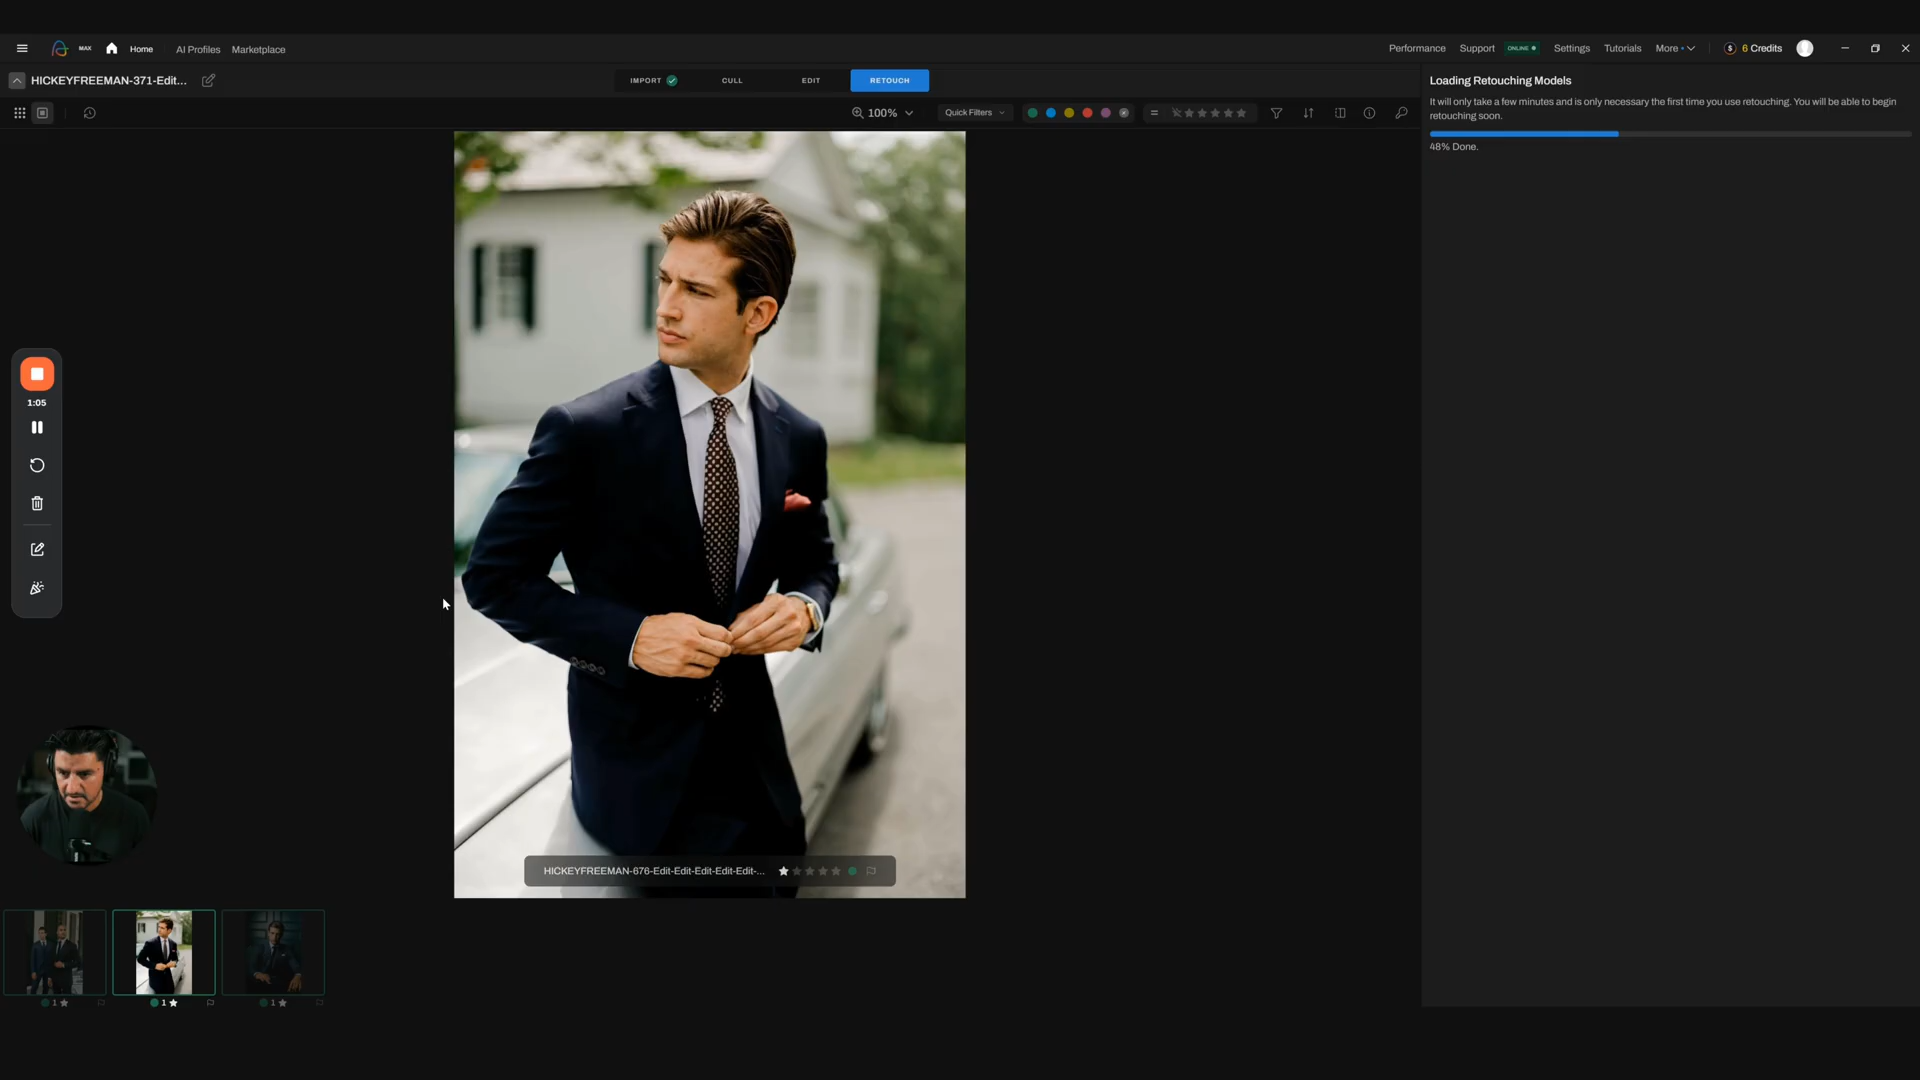 MAX
Home
AI Profiles
Marketplace
Performance
Support
ONLINE
Settings
Tutorials
More
6 Credits
HICKEYFREEMAN-371-Edit...
IMPORT
CULL
EDIT
RETOUCH
100%
Quick Filters
Loading Retouching Models
It will only take a few minutes and is only necessary the first time you use retouching. You will be able to begin
retouching soon.
48% Done.
1:05
HICKEYFREEMAN-676-Edit-Edit-Edit-Edit-Edit-...
1
1
1